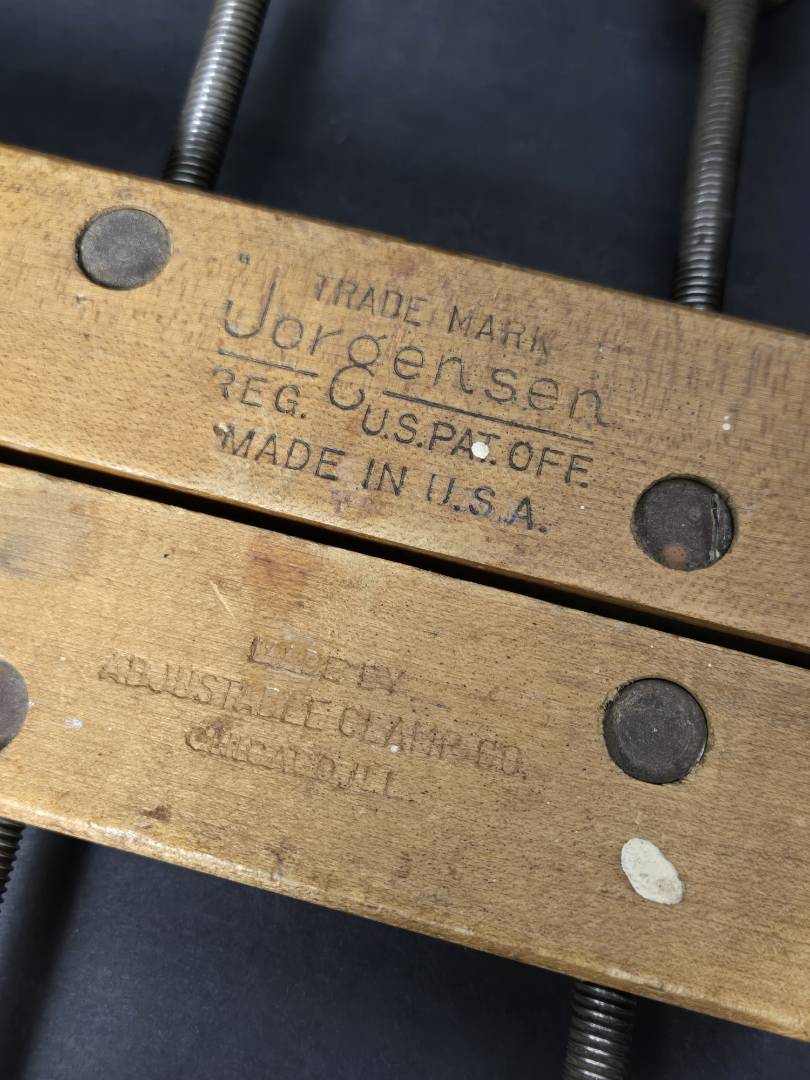 TRADE MARK
Jorgensen
REG. U.S. PAT. OFF.
MADE IN U.S.A.
MADE BY
ADJUSTABLE CLAMP CO.
CHICAGO, ILL.